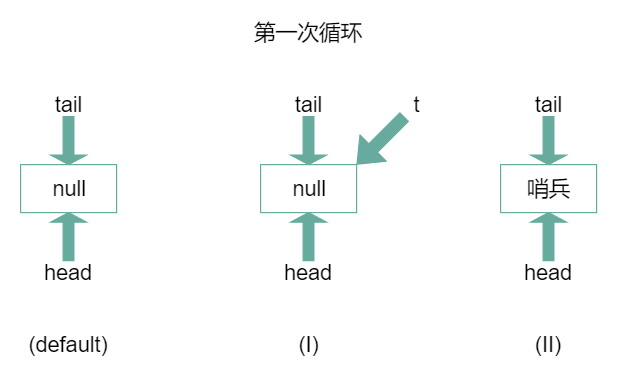 第一次循环
tail tail t tail
null null 哨兵
head head head
(default) (I) (II)